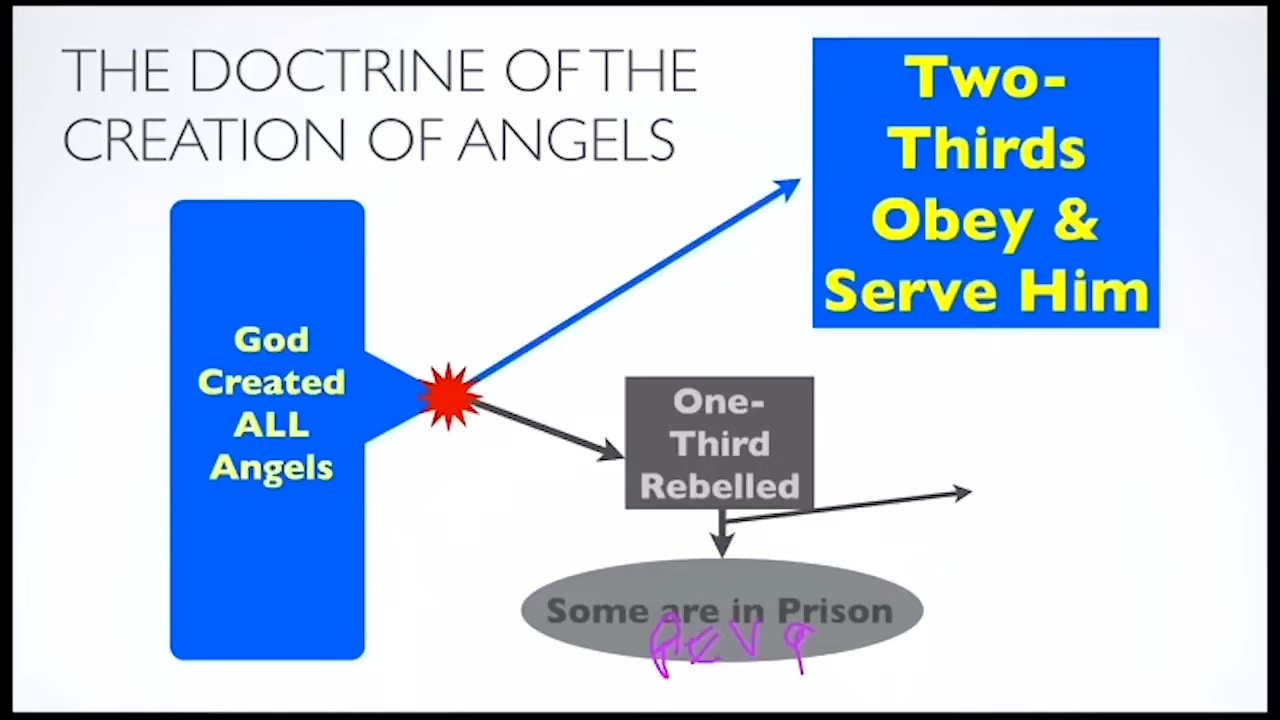 THE DOCTRINE OF THE
CREATION OF ANGELS
Two-
Thirds
Obey &
Serve Him
God
Created
ALL
Angels
One-
Third
Rebelled
Some are in Prison
REV 9